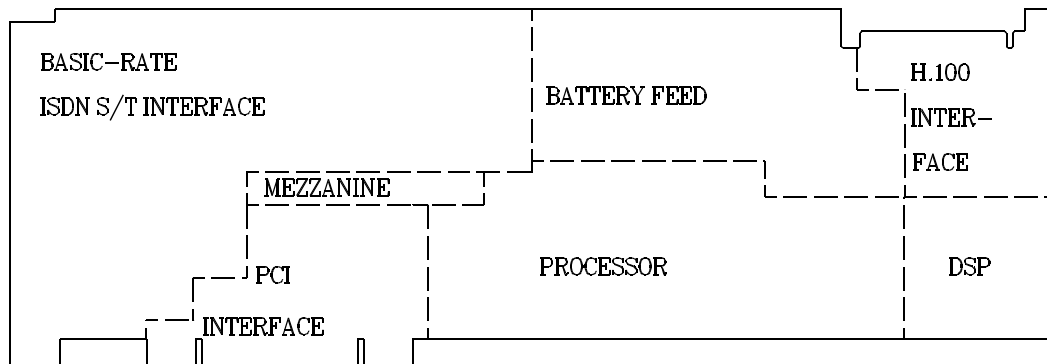 BASIC-RATE
ISDN S/T INTERFACE
BATTERY FEED
H.100
INTER-
FACE
MEZZANINE
PCI
INTERFACE
PROCESSOR
DSP